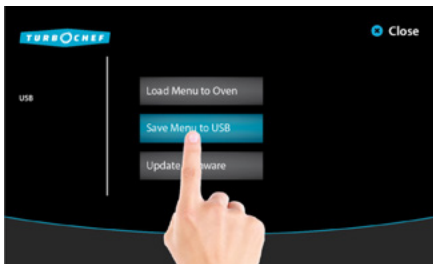 TURBOCHEF
Close
USB
Load Menu to Oven
Save Menu to USB
Update